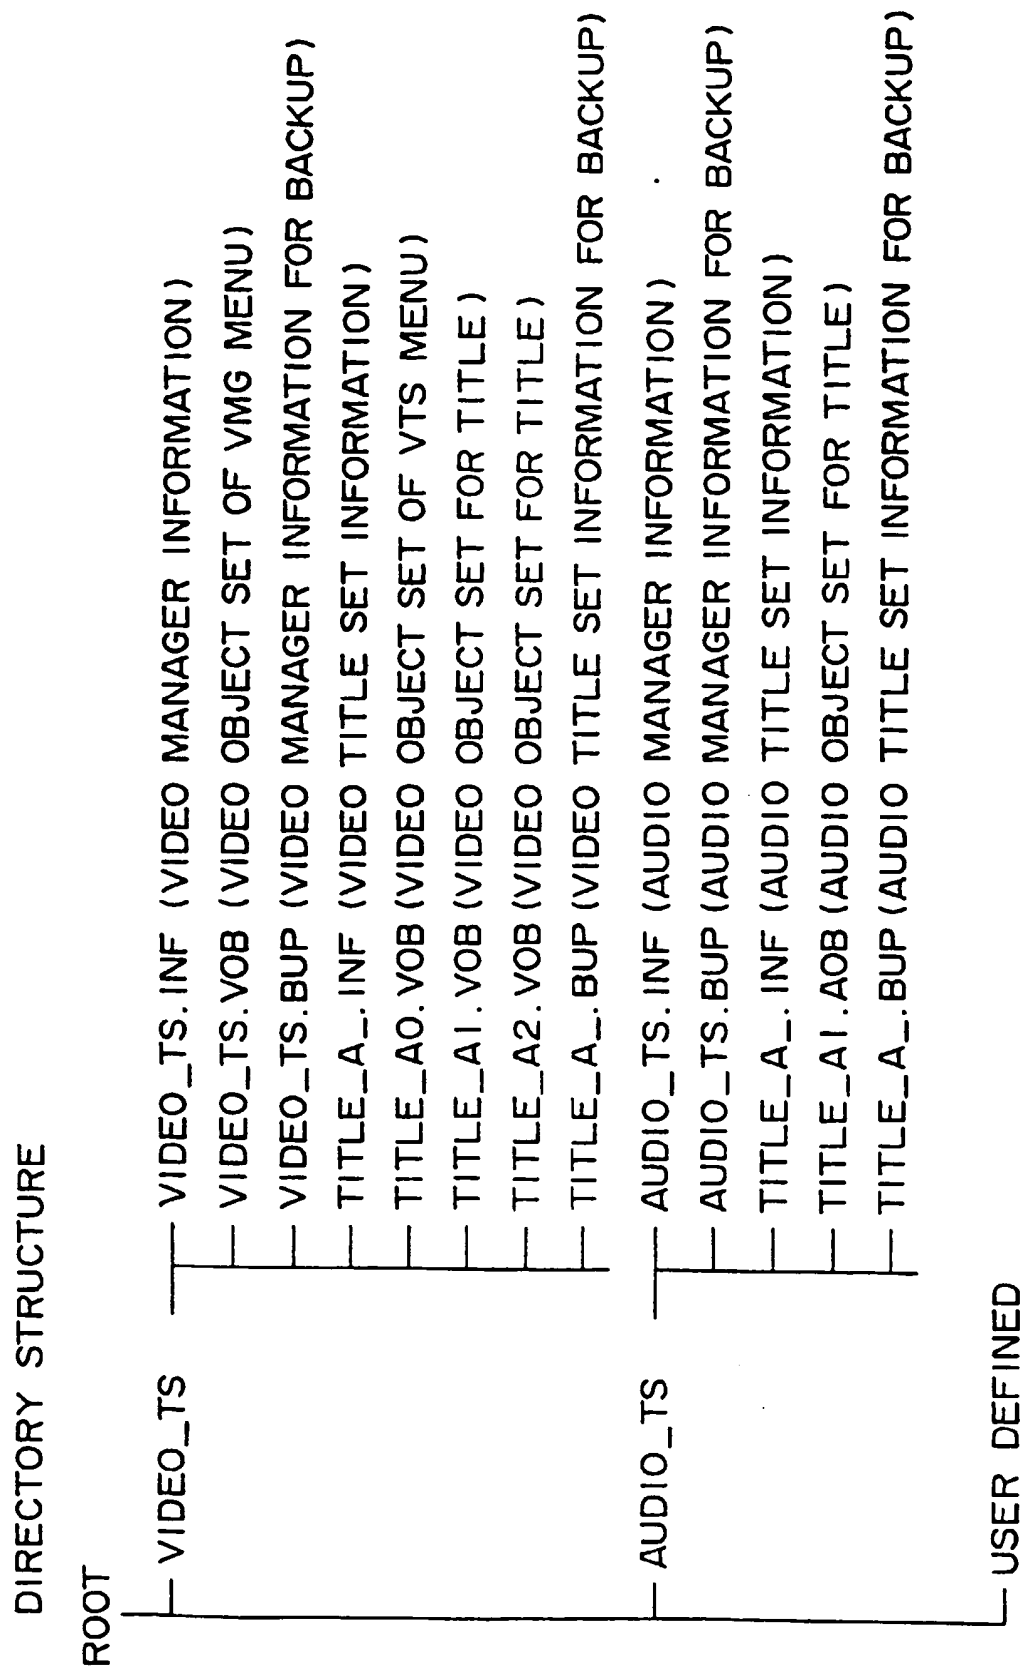 DIRECTORY STRUCTURE
ROOT
VIDEO_TS
VIDEO_TS.INF (VIDEO MANAGER INFORMATION)
VIDEO_TS.VOB (VIDEO OBJECT SET OF VMG MENU)
VIDEO_TS.BUP (VIDEO MANAGER INFORMATION FOR BACKUP)
TITLE_A_.INF (VIDEO TITLE SET INFORMATION)
TITLE_A0.VOB (VIDEO OBJECT SET OF VTS MENU)
TITLE_A1.VOB (VIDEO OBJECT SET FOR TITLE)
TITLE_A2.VOB (VIDEO OBJECT SET FOR TITLE)
TITLE_A_.BUP (VIDEO TITLE SET INFORMATION FOR BACKUP)
AUDIO_TS
AUDIO_TS.INF (AUDIO MANAGER INFORMATION)
AUDIO_TS.BUP (AUDIO MANAGER INFORMATION FOR BACKUP)
TITLE_A_.INF (AUDIO TITLE SET INFORMATION)
TITLE_A1.AOB (AUDIO OBJECT SET FOR TITLE)
TITLE_A_.BUP (AUDIO TITLE SET INFORMATION FOR BACKUP)
USER DEFINED